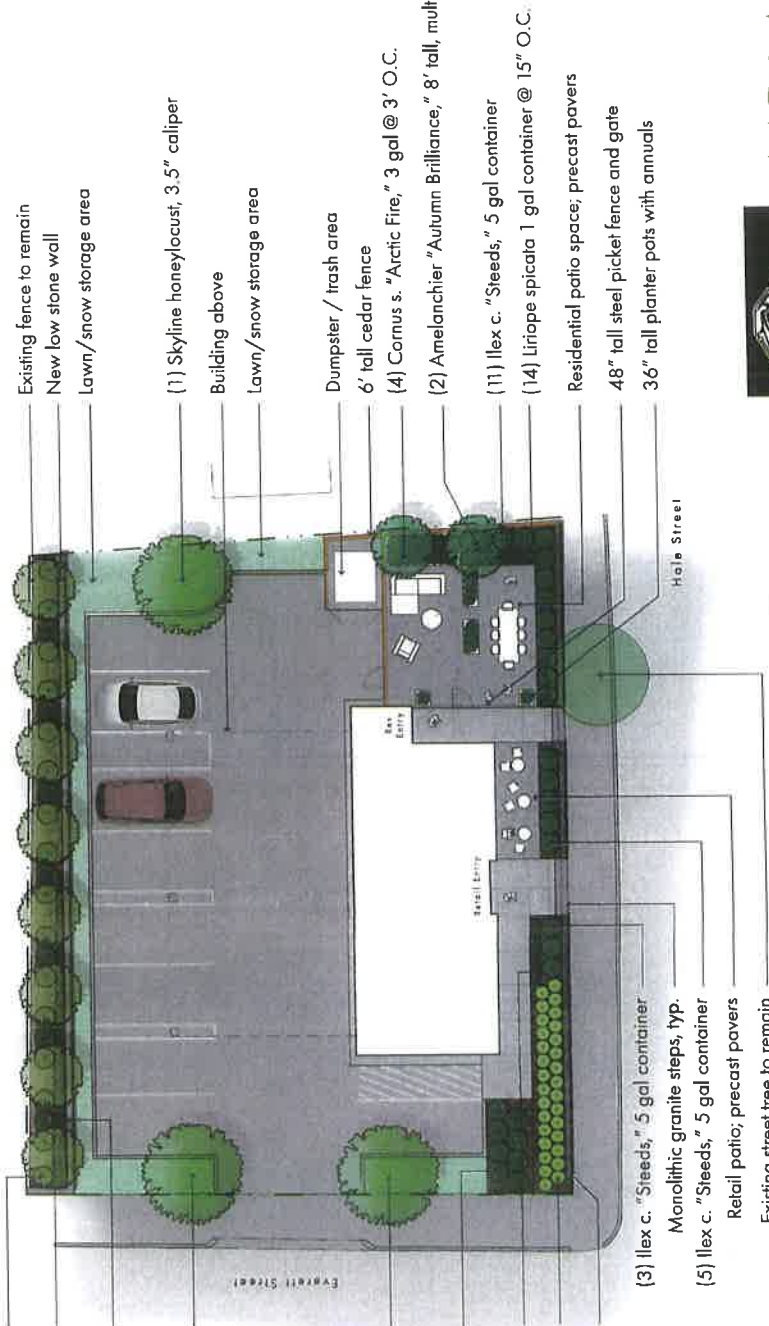 Existing fence to remain
New low stone wall
Lawn/snow storage area
(1) Skyline honeylocust, 3.5" caliper
Building above
Lawn/snow storage area
Dumpster / trash area
6' tall cedar fence
(4) Cornus s. "Arctic Fire," 3 gal @ 3' O.C.
(2) Amelanchier "Autumn Brilliance," 8' tall, mult
(11) Ilex c. "Steeds," 5 gal container
(14) Liriope spicata 1 gal container @ 15" O.C.
Residential patio space; precast pavers
48" tall steel picket fence and gate
36" tall planter pots with annuals
Res
Entry
Retail Entry
Hale Street
Everett Street
(3) Ilex c. "Steeds," 5 gal container
Monolithic granite steps, typ.
(5) Ilex c. "Steeds," 5 gal container
Retail patio; precast pavers
Existing street tree to remain